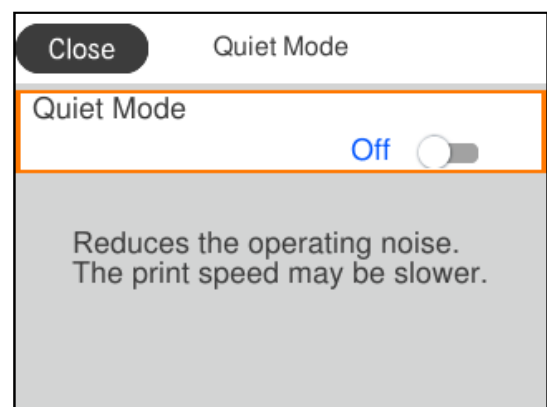 Close
Quiet Mode
Quiet Mode
Off
Reduces the operating noise.
The print speed may be slower.